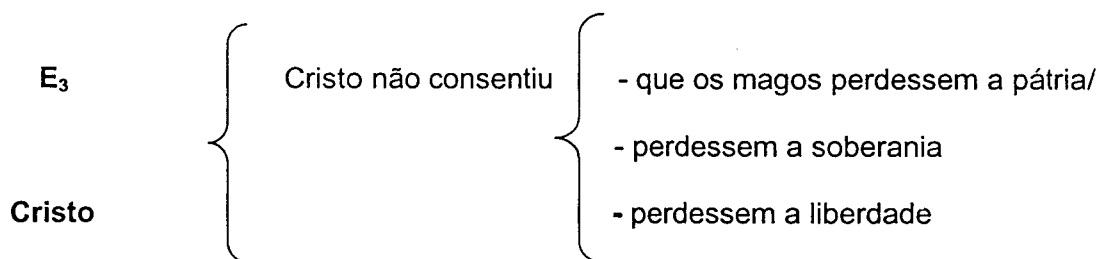 E₃ Cristo não consentiu - que os magos perdessem a pátria/
- perdessem a soberania
Cristo - perdessem a liberdade